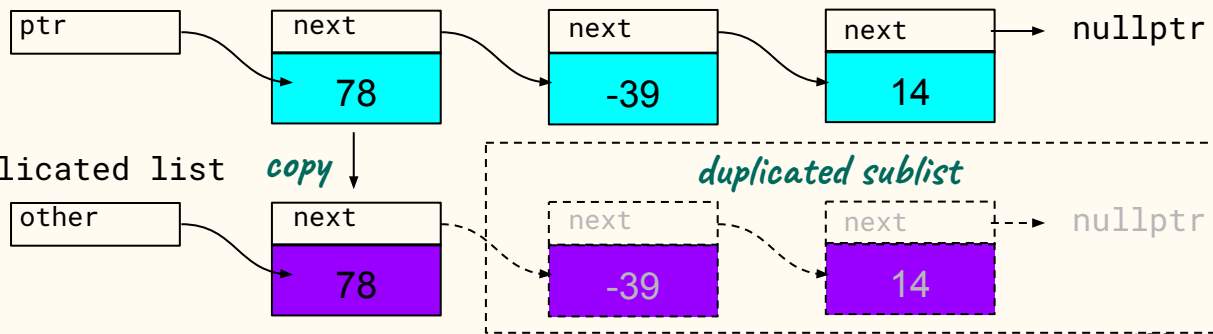 ptr
next
next
next
nullptr
78
-39
14
licated list
copy
duplicated sublist
other
next
next
next
nullptr
78
-39
14